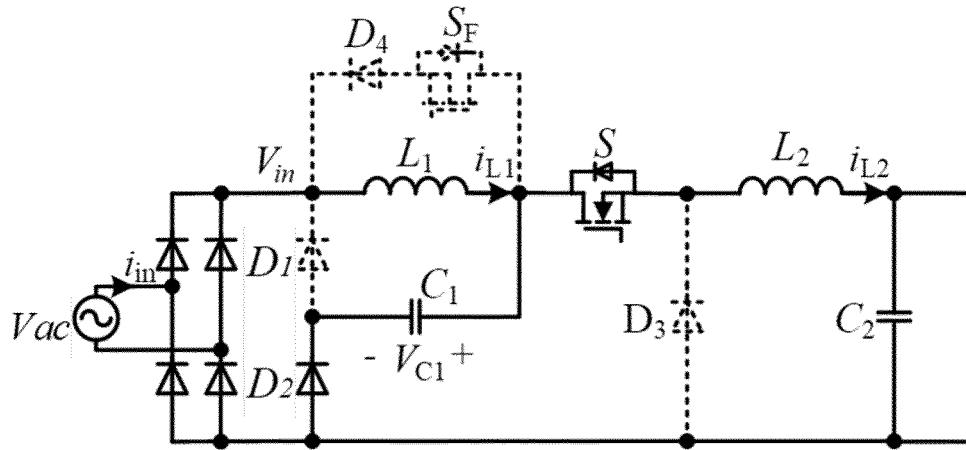 D4 SF
Vin L1 iL1 S L2 iL2
iin D1 C1
Vac D3 C2
D2 - VC1 +